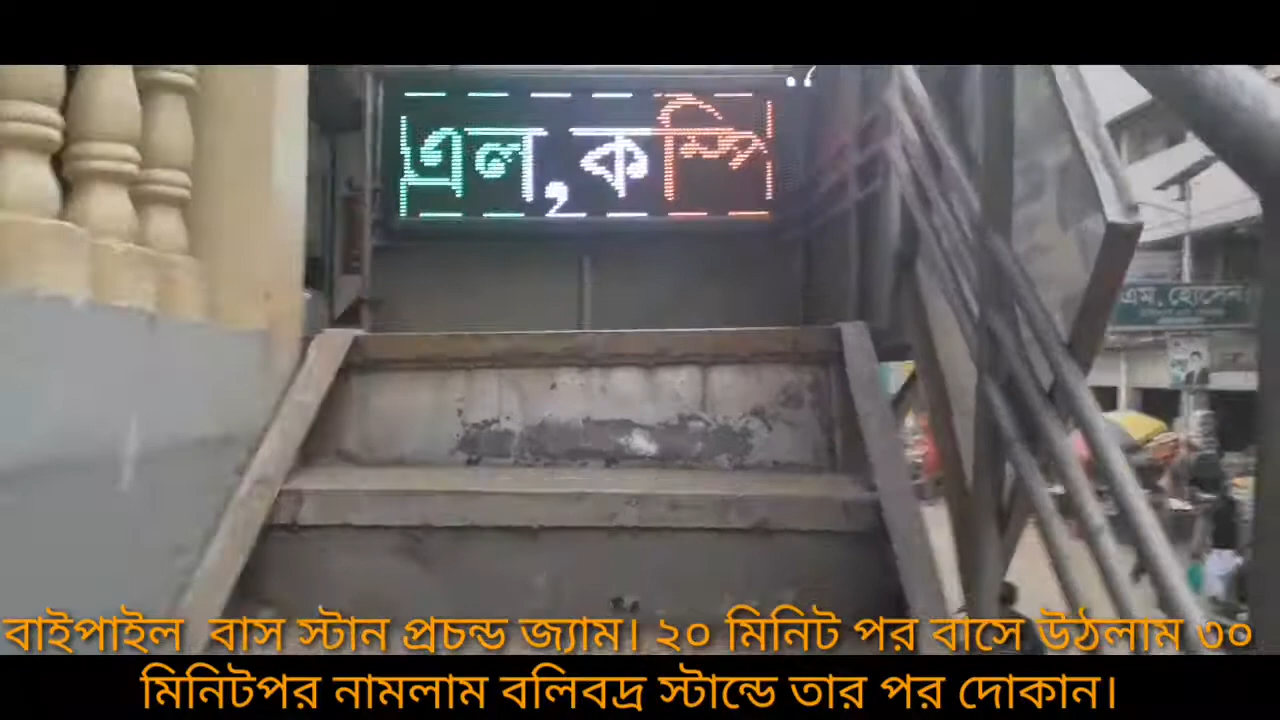 এল,কম্পি
এম. হোসেন
বাইপাইল বাস স্টান প্রচন্ড জ্যাম। ২০ মিনিট পর বাসে উঠলাম ৩০
মিনিটপর নামলাম বলিবদ্র স্টান্ডে তার পর দোকান।